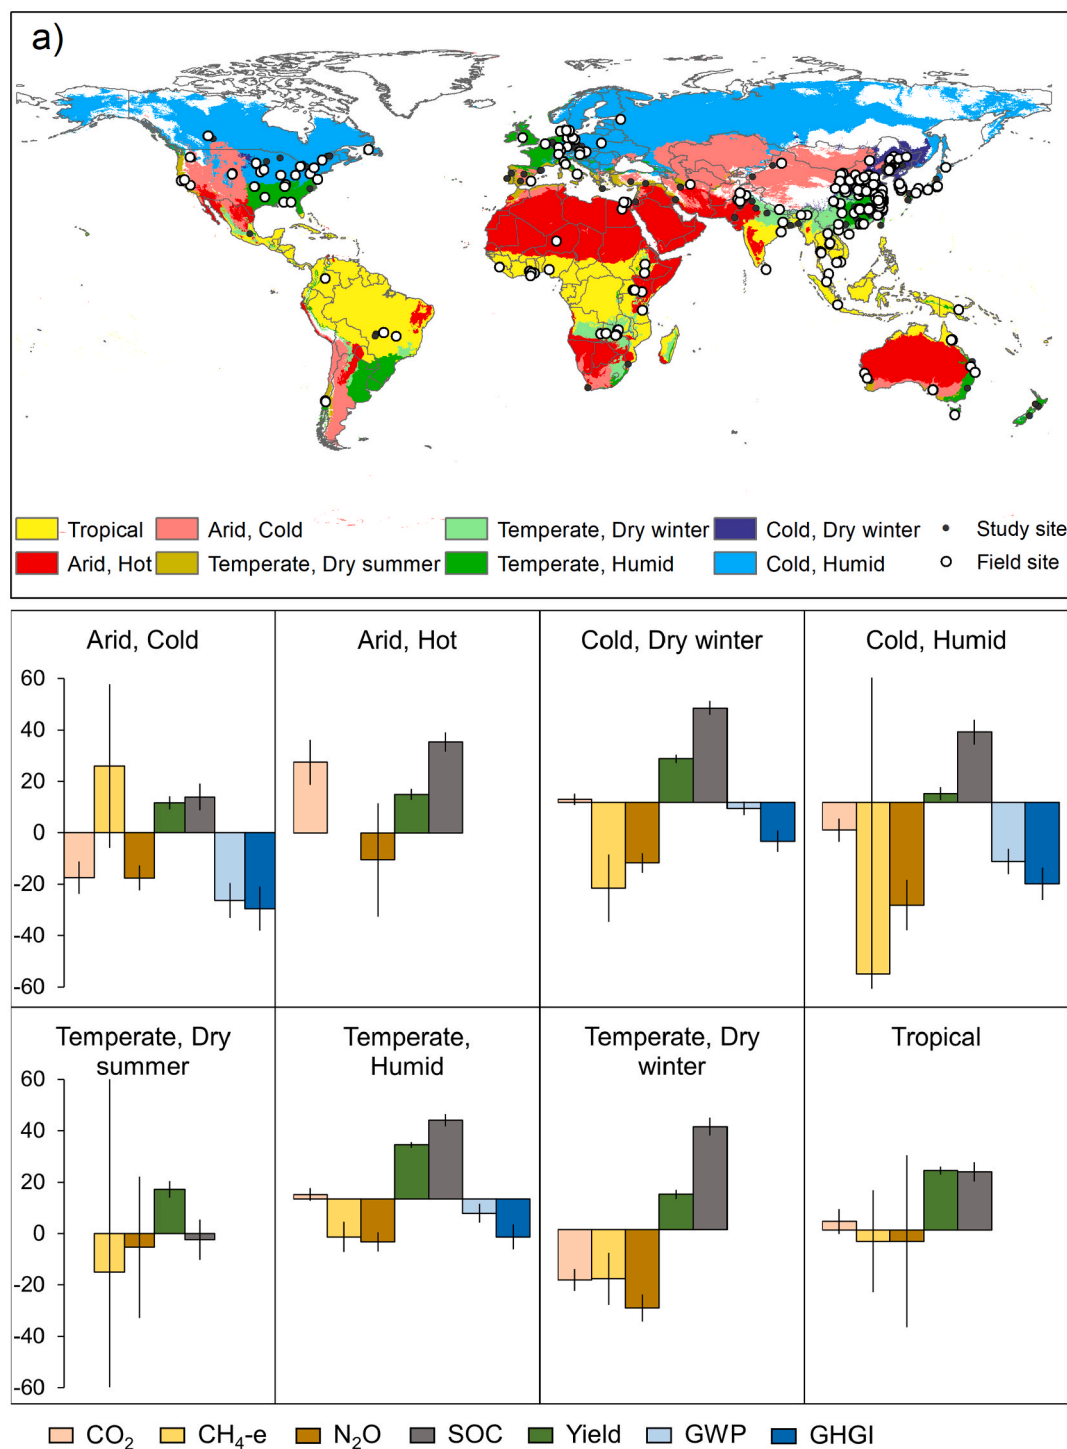 a)
Tropical Arid, Cold Temperate, Dry winter Cold, Dry winter Study site
Arid, Hot Temperate, Dry summer Temperate, Humid Cold, Humid Field site
Arid, Cold Arid, Hot Cold, Dry winter Cold, Humid
60
40
20
0
-20
-40
-60
Temperate, Dry Temperate, Temperate, Dry Tropical
summer Humid winter
60
40
20
0
-20
-40
-60
CO₂ CH₄-e N₂O SOC Yield GWP GHGI